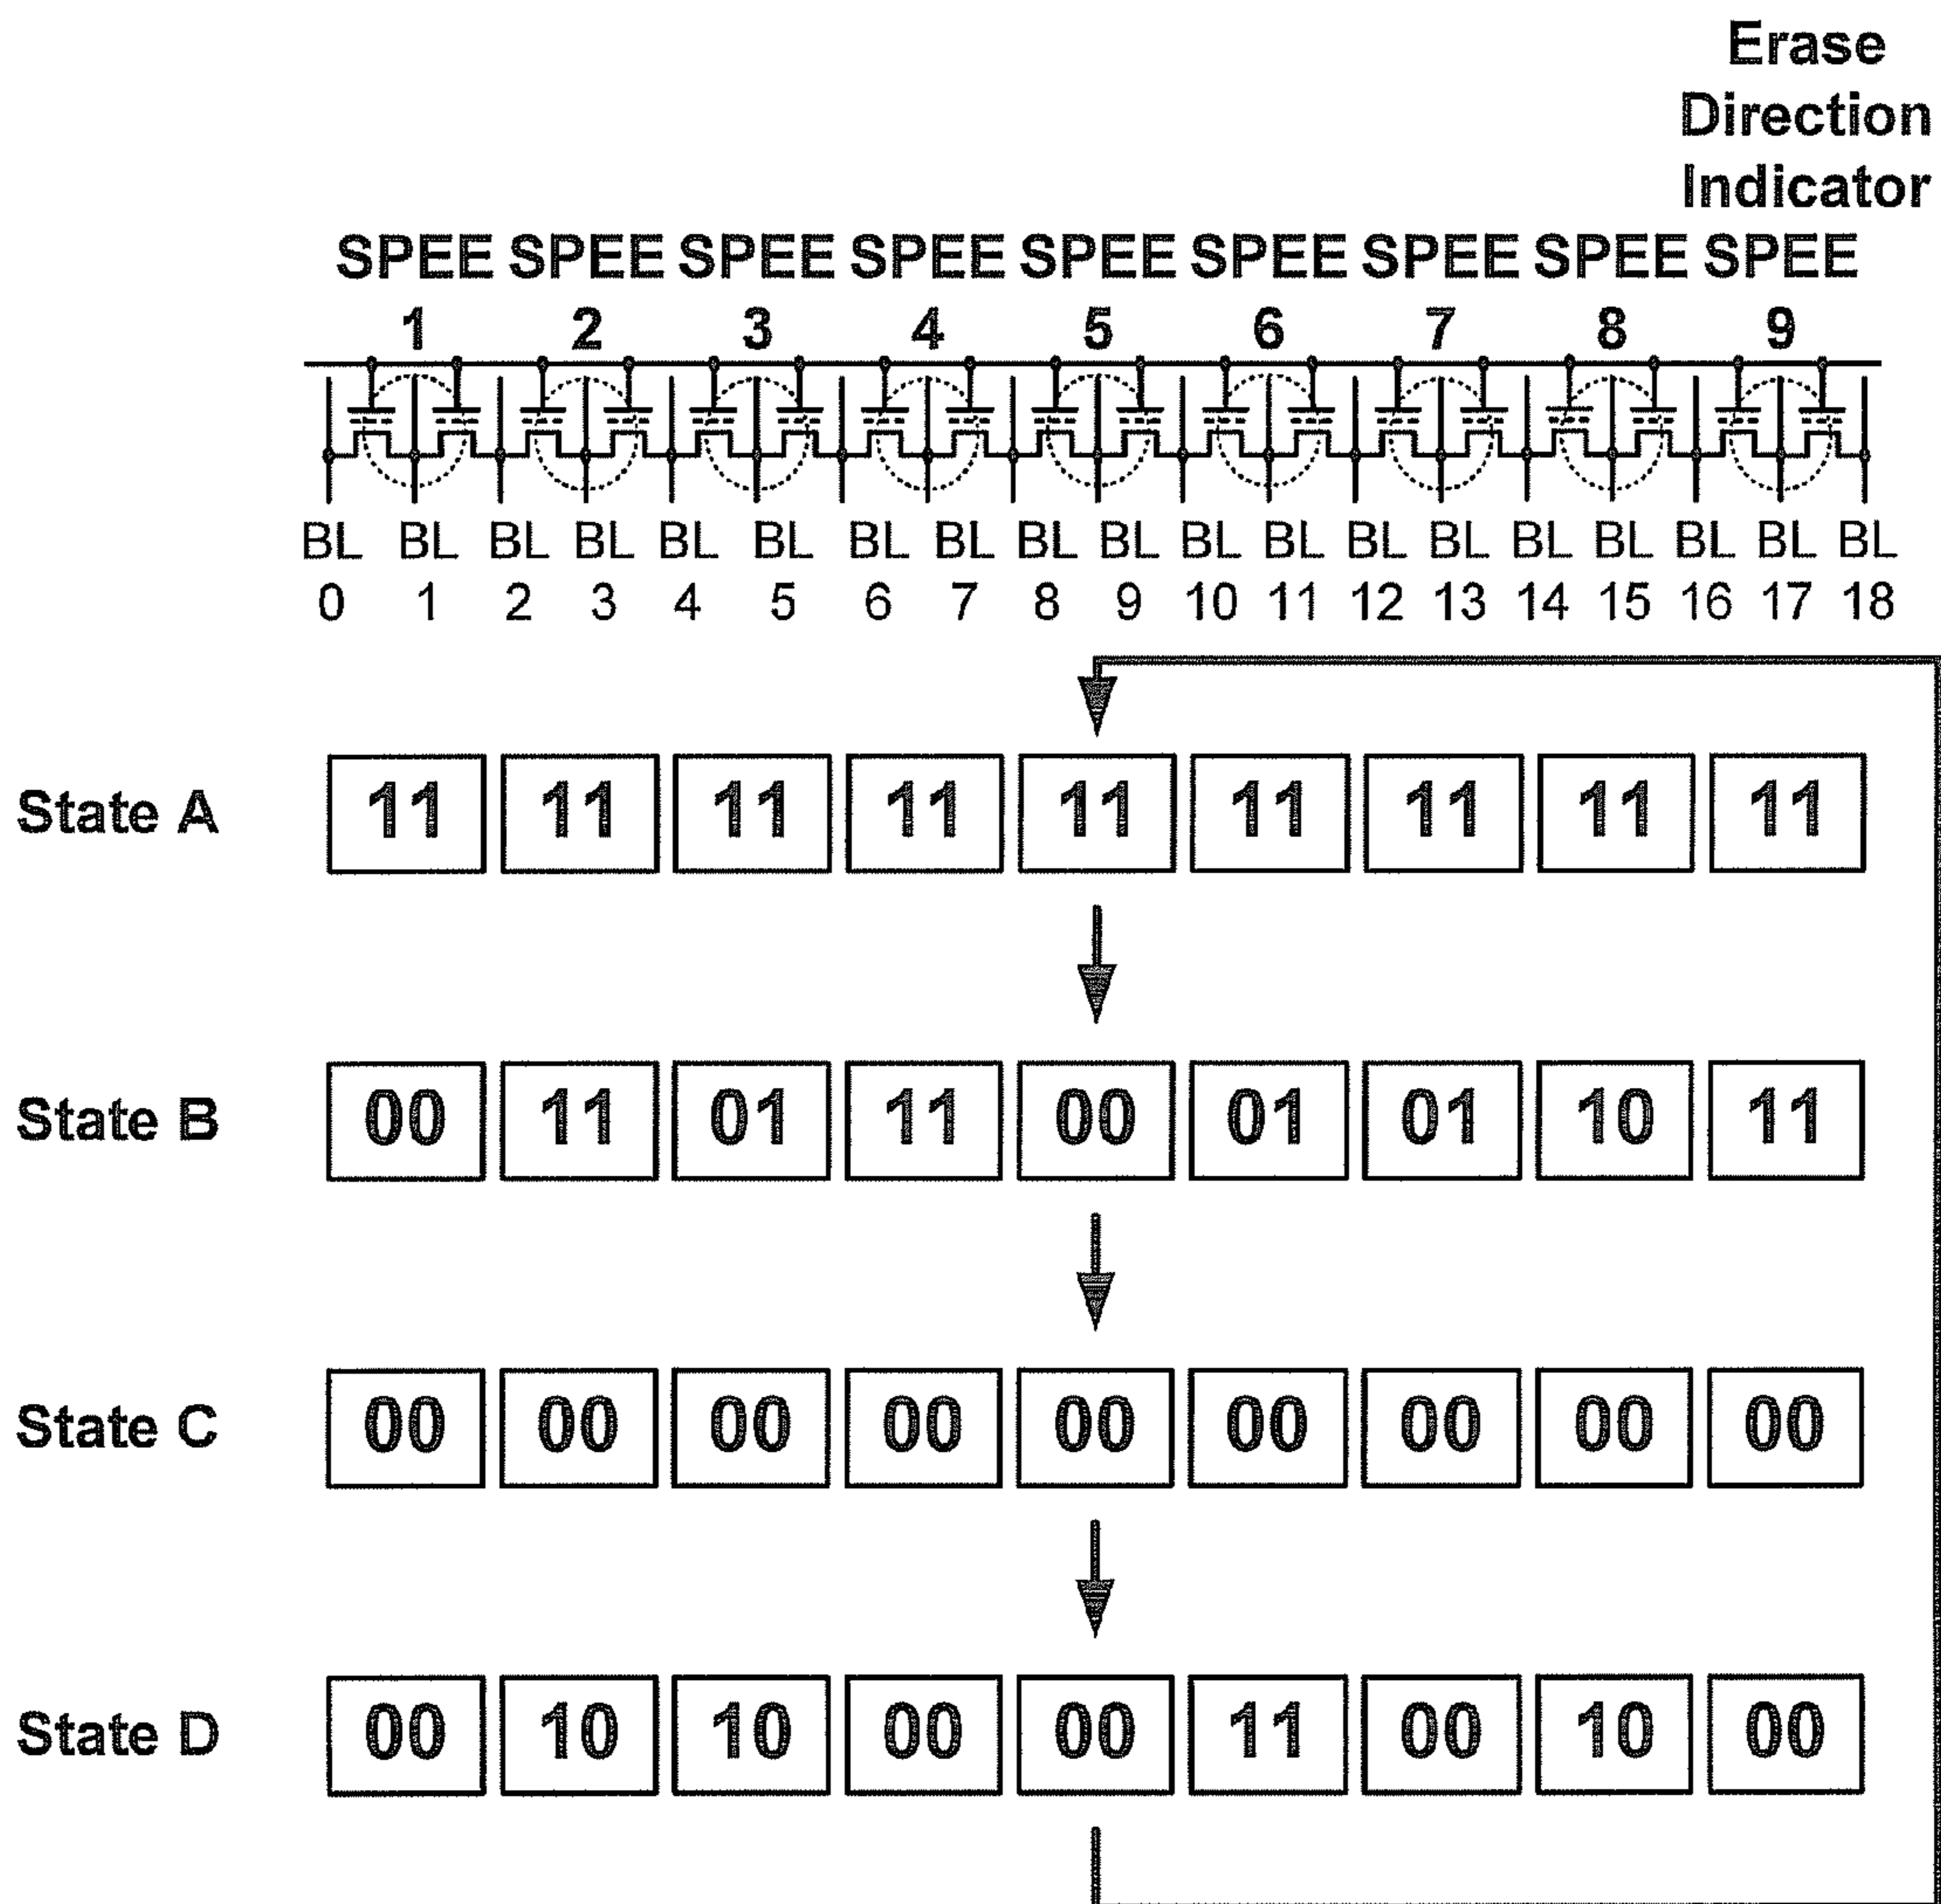 Erase
Direction
Indicator
SPEE SPEE SPEE SPEE SPEE SPEE SPEE SPEE SPEE
1 2 3 4 5 6 7 8 9
BL BL BL BL BL BL BL BL BL BL BL BL BL BL BL BL BL BL BL
0 1 2 3 4 5 6 7 8 9 10 11 12 13 14 15 16 17 18
State A 11 11 11 11 11 11 11 11 11
State B 00 11 01 11 00 01 01 10 11
State C 00 00 00 00 00 00 00 00 00
State D 00 10 10 00 00 11 00 10 00